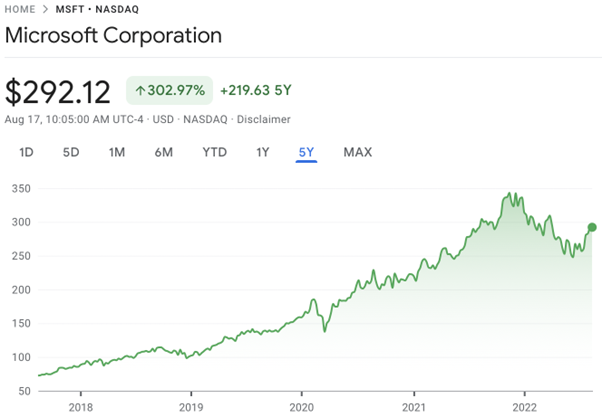 HOME > MSFT • NASDAQ
Microsoft Corporation
$292.12 ↑302.97% +219.63 5Y
Aug 17, 10:05:00 AM UTC-4 · USD · NASDAQ · Disclaimer
1D 5D 1M 6M YTD 1Y 5Y MAX
350
300
250
200
150
100
50
2018 2019 2020 2021 2022